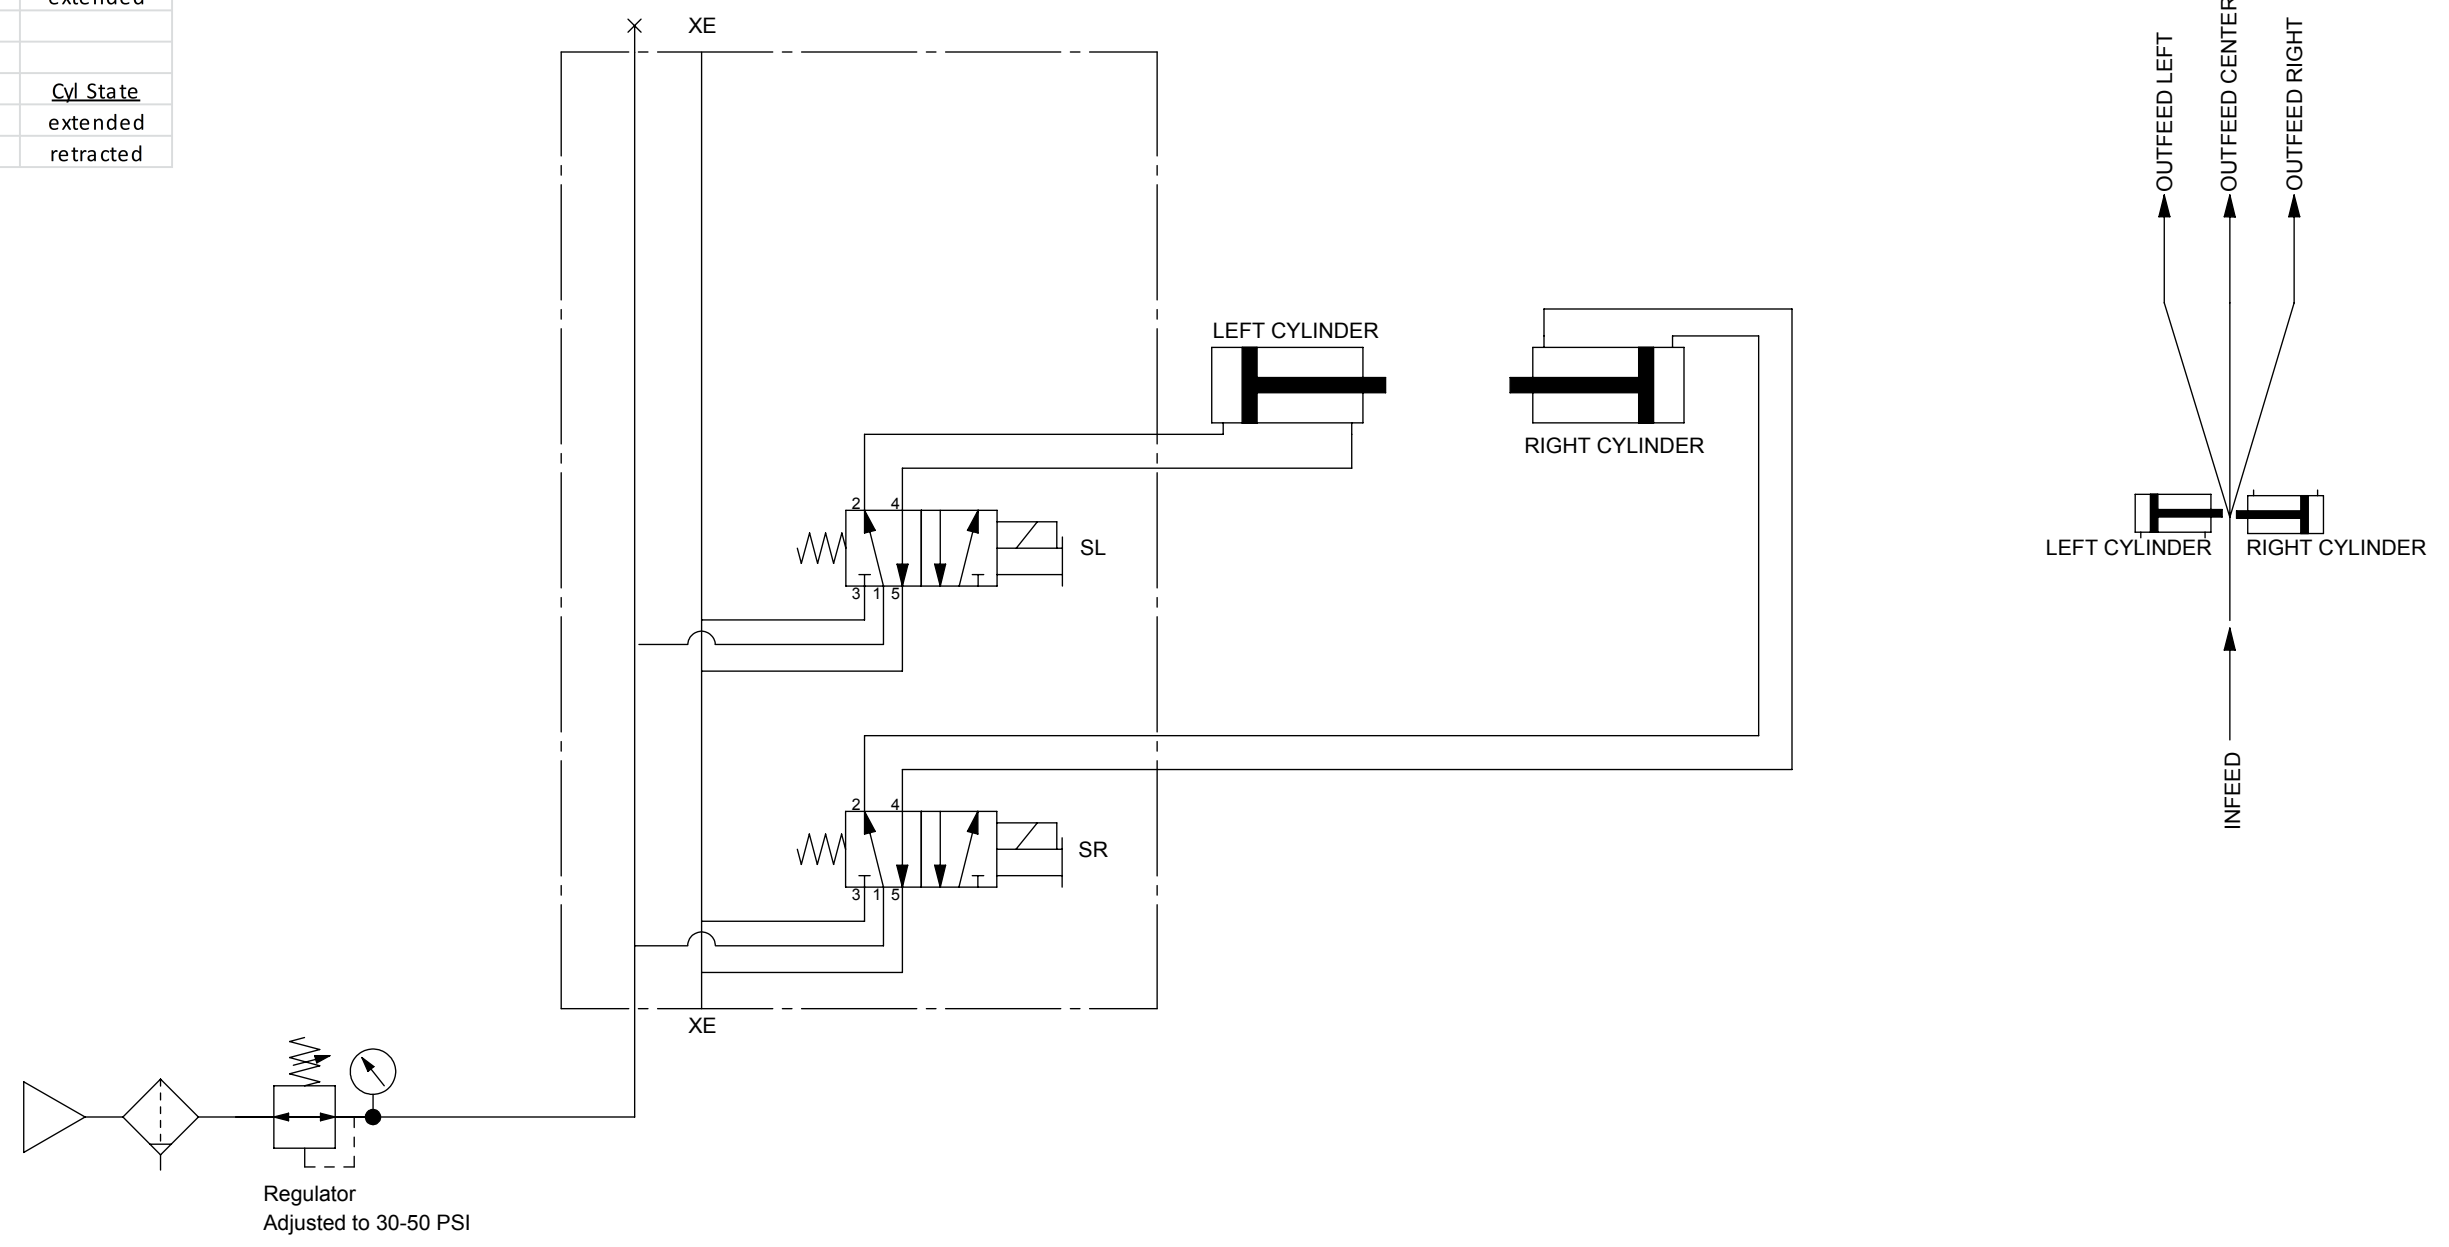 extended
Cyl State
extended
retracted
XE
OUTFEED LEFT
OUTFEED CENTER
OUTFEED RIGHT
LEFT CYLINDER
RIGHT CYLINDER
2 4
SL
3 1 5
LEFT CYLINDER
RIGHT CYLINDER
INFEED
2 4
SR
3 1 5
XE
Regulator
Adjusted to 30-50 PSI